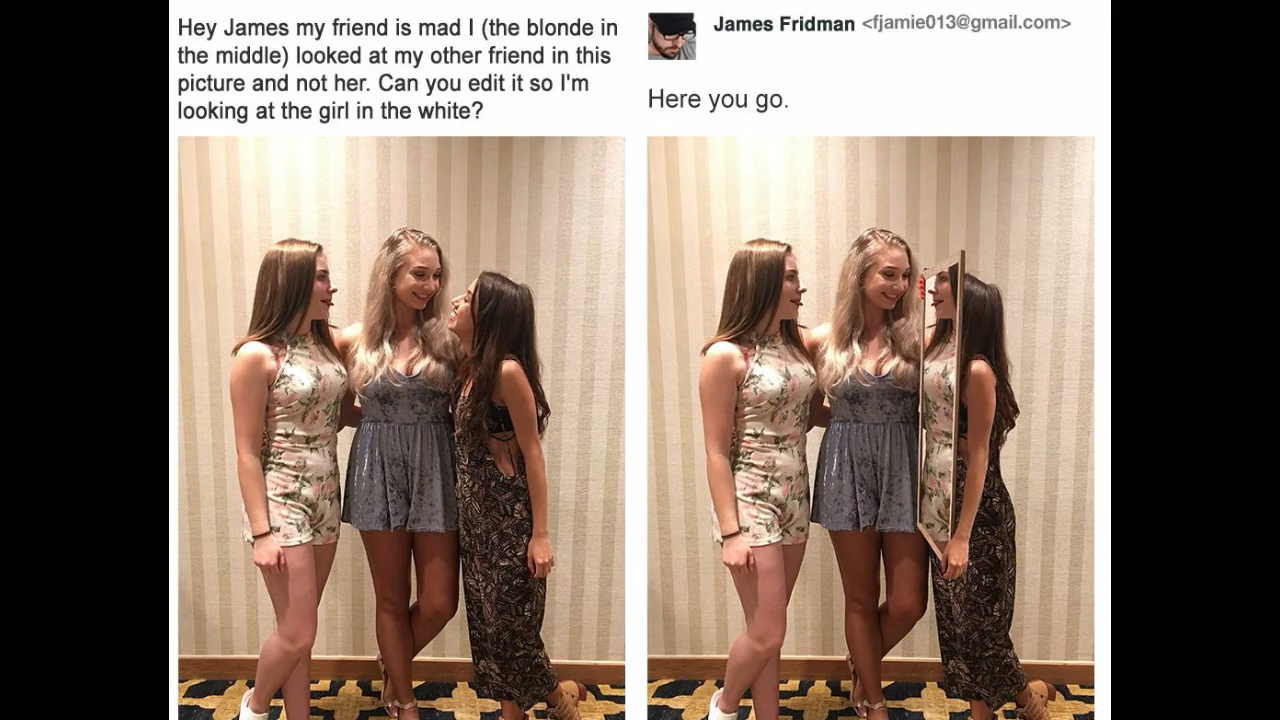 Hey James my friend is mad I (the blonde in
the middle) looked at my other friend in this
picture and not her. Can you edit it so I'm
looking at the girl in the white?
James Fridman <fjamie013@gmail.com>
Here you go.